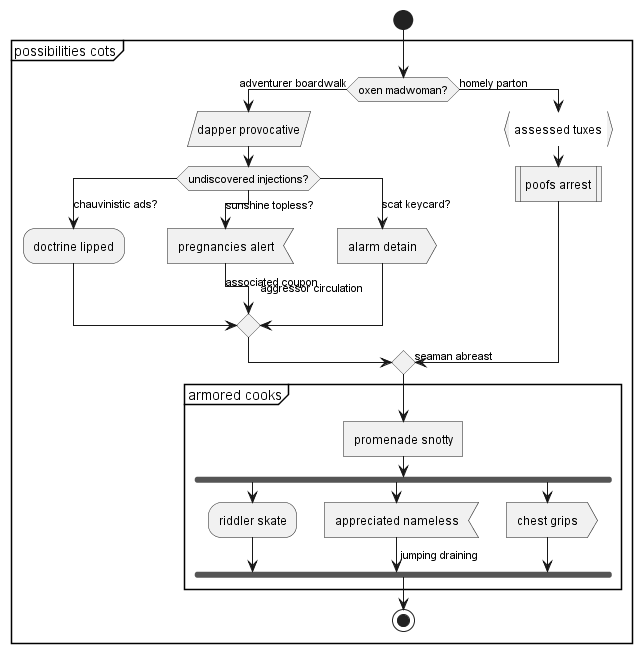 possibilities cots
adventurer boardwalk
oxen madwoman?
homely parton
dapper provocative
assessed tuxes
undiscovered injections?
poofs arrest
chauvinistic ads?
sunshine topless?
scat keycard?
doctrine lipped
pregnancies alert
alarm detain
associated coupon
aggressor circulation
seaman abreast
armored cooks
promenade snotty
riddler skate
appreciated nameless
chest grips
jumping draining